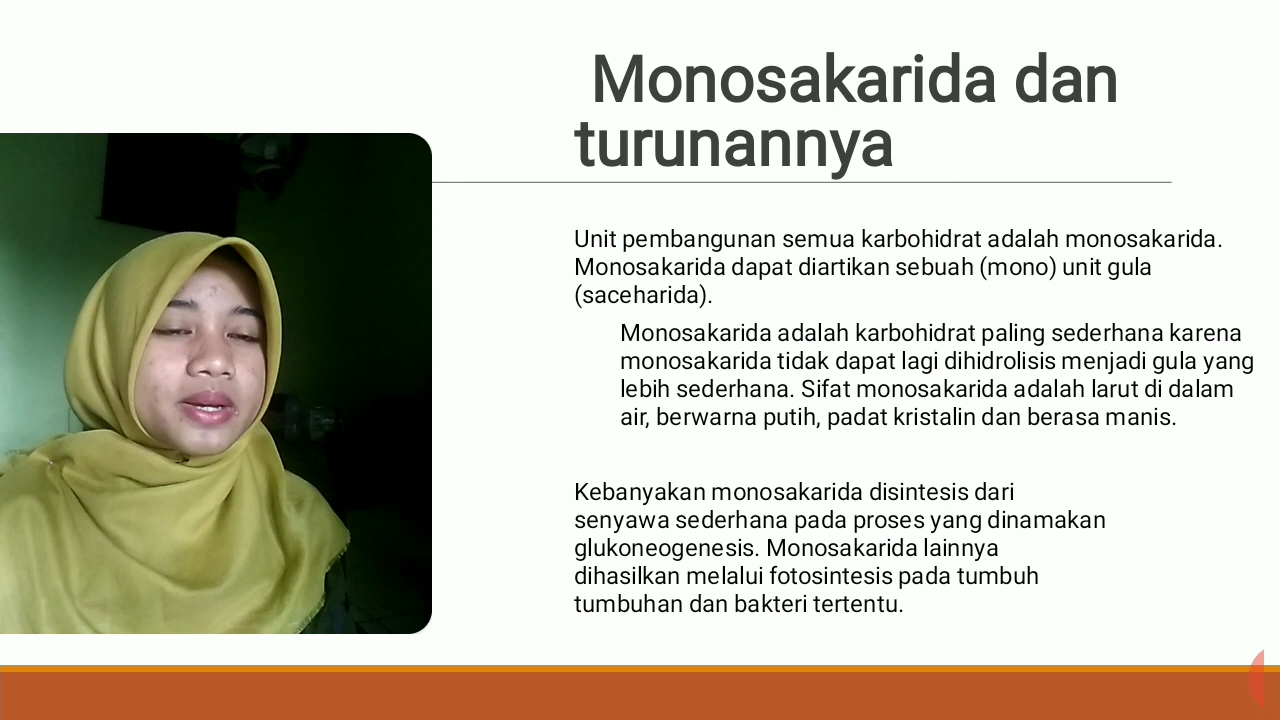 Monosakarida dan
turunannya
Unit pembangunan semua karbohidrat adalah monosakarida.
Monosakarida dapat diartikan sebuah (mono) unit gula
(saceharida).
Monosakarida adalah karbohidrat paling sederhana karena
monosakarida tidak dapat lagi dihidrolisis menjadi gula yang
lebih sederhana. Sifat monosakarida adalah larut di dalam
air, berwarna putih, padat kristalin dan berasa manis.
Kebanyakan monosakarida disintesis dari
senyawa sederhana pada proses yang dinamakan
glukoneogenesis. Monosakarida lainnya
dihasilkan melalui fotosintesis pada tumbuh
tumbuhan dan bakteri tertentu.